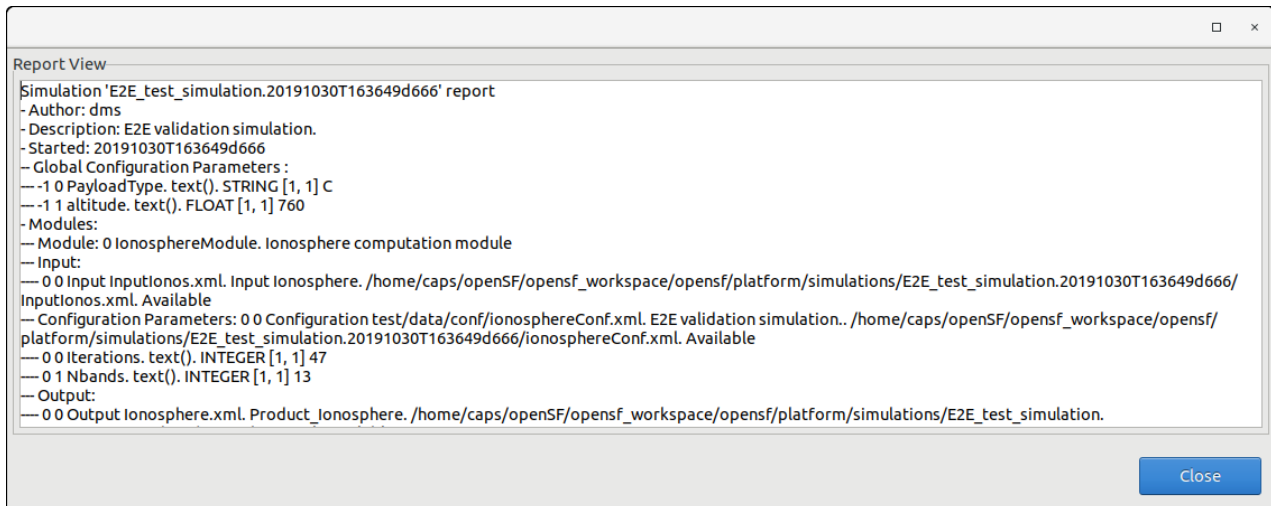 Report View
Simulation 'E2E_test_simulation.20191030T163649d666' report
- Author: dms
- Description: E2E validation simulation.
- Started: 20191030T163649d666
-- Global Configuration Parameters :
--- -1 0 PayloadType. text(). STRING [1, 1] C
--- -1 1 altitude. text(). FLOAT [1, 1] 760
- Modules:
--- Module: 0 IonosphereModule. Ionosphere computation module
--- Input:
---- 0 0 Input InputIonos.xml. Input Ionosphere. /home/caps/openSF/opensf_workspace/opensf/platform/simulations/E2E_test_simulation.20191030T163649d666/
InputIonos.xml. Available
--- Configuration Parameters: 0 0 Configuration test/data/conf/ionosphereConf.xml. E2E validation simulation.. /home/caps/openSF/opensf_workspace/opensf/
platform/simulations/E2E_test_simulation.20191030T163649d666/ionosphereConf.xml. Available
---- 0 0 Iterations. text(). INTEGER [1, 1] 47
---- 0 1 Nbands. text(). INTEGER [1, 1] 13
--- Output:
---- 0 0 Output Ionosphere.xml. Product_Ionosphere. /home/caps/openSF/opensf_workspace/opensf/platform/simulations/E2E_test_simulation.
Close